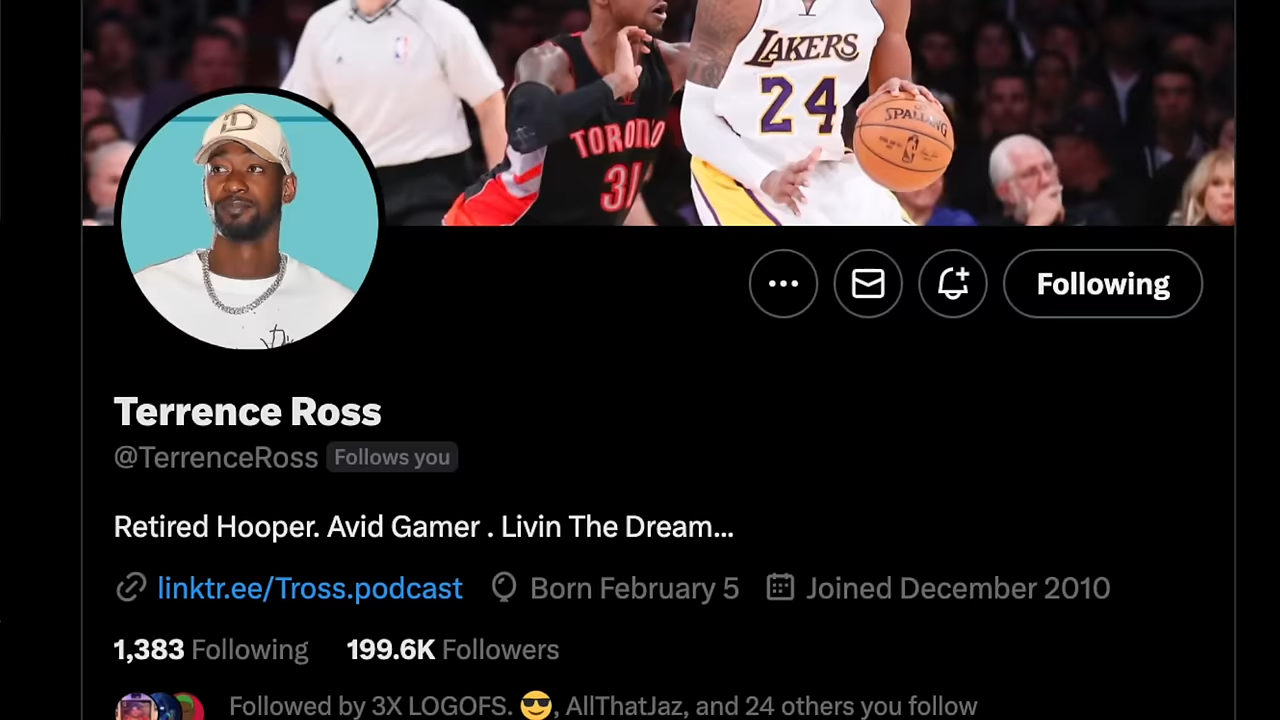 LAKERS
24
SPALDING
TORONTO
31
D
Following
Terrence Ross
@TerrenceRoss Follows you
Retired Hooper. Avid Gamer . Livin The Dream...
linktr.ee/Tross.podcast Born February 5 Joined December 2010
1,383 Following 199.6K Followers
Followed by 3X LOGOFS. 😎, AllThatJaz, and 24 others you follow